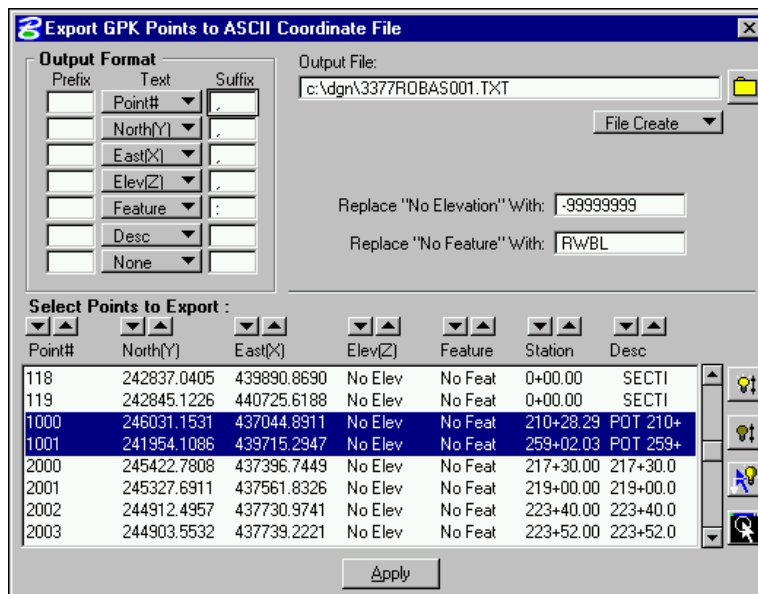 Export GPK Points to ASCII Coordinate File
Output Format
Prefix Text Suffix
Point# ,
North(Y) ,
East(X) ,
Elev(Z) ,
Feature :
Desc
None
Output File:
c:\dgn\3377ROBAS001.TXT
File Create
Replace "No Elevation" With: -99999999
Replace "No Feature" With: RWBL
Select Points to Export :
Point# North(Y) East(X) Elev(Z) Feature Station Desc
118 242837.0405 439890.8690 No Elev No Feat 0+00.00 SECTI
119 242845.1226 440725.6188 No Elev No Feat 0+00.00 SECTI
1000 246031.1531 437044.8911 No Elev No Feat 210+28.29 POT 210+
1001 241954.1086 439715.2947 No Elev No Feat 259+02.03 POT 259+
2000 245422.7808 437396.7449 No Elev No Feat 217+30.00 217+30.0
2001 245327.6911 437561.8326 No Elev No Feat 219+00.00 219+00.0
2002 244912.4957 437730.9741 No Elev No Feat 223+40.00 223+40.0
2003 244903.5532 437739.2221 No Elev No Feat 223+52.00 223+52.0
Apply